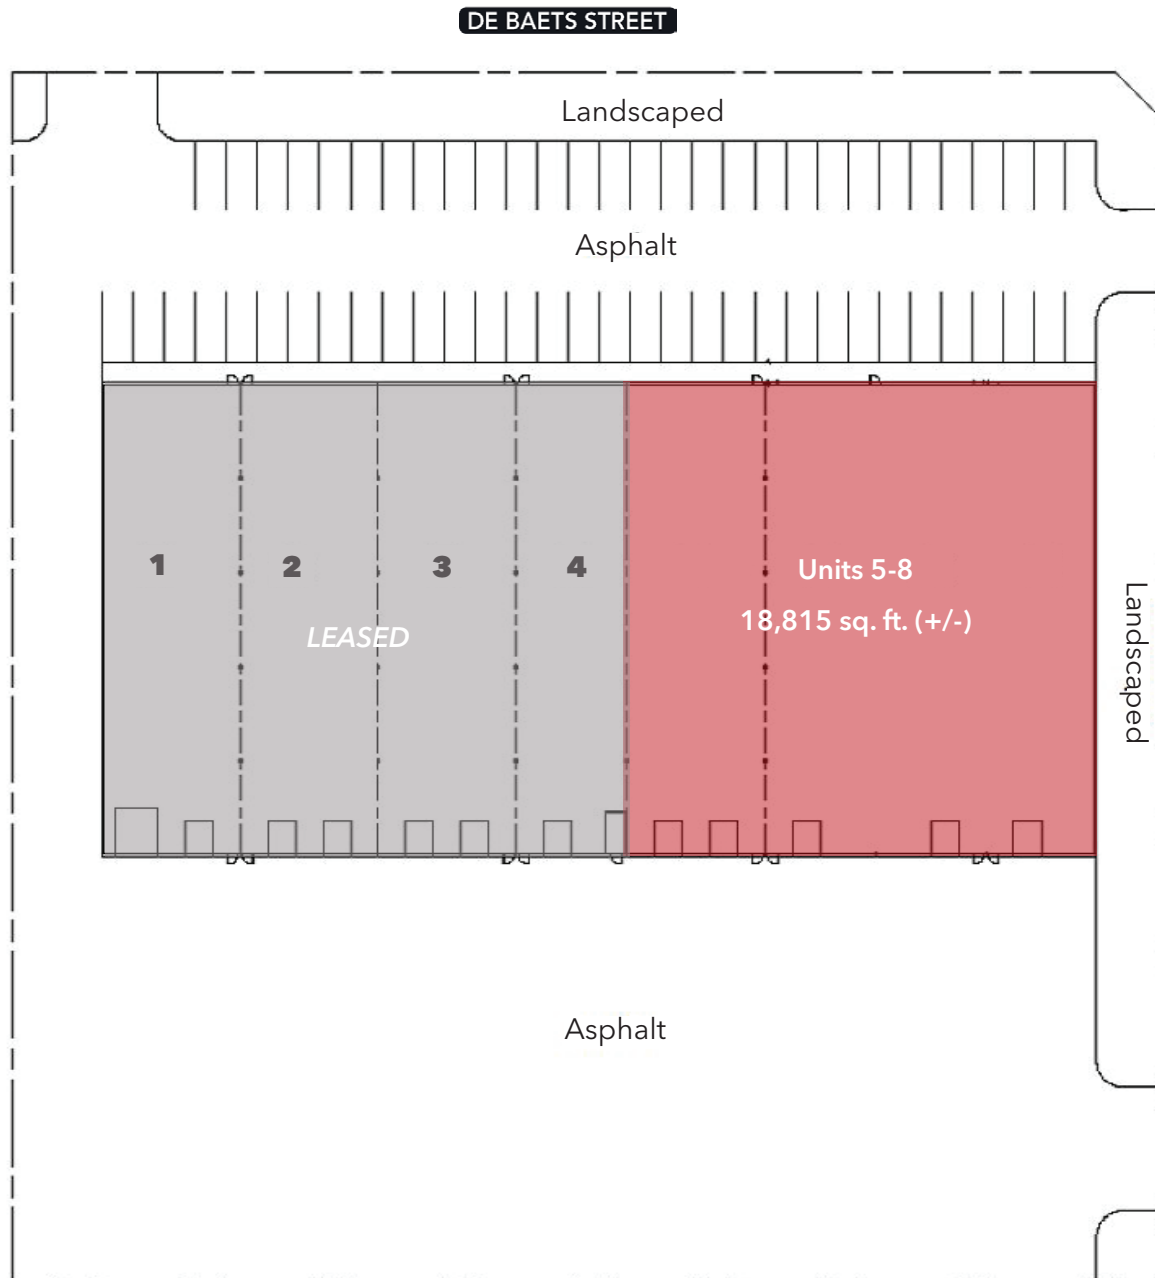 DE BAETS STREET
Landscaped
Asphalt
1
2
3
4
LEASED
Units 5-8
18,815 sq. ft. (+/-)
Landscaped
Asphalt